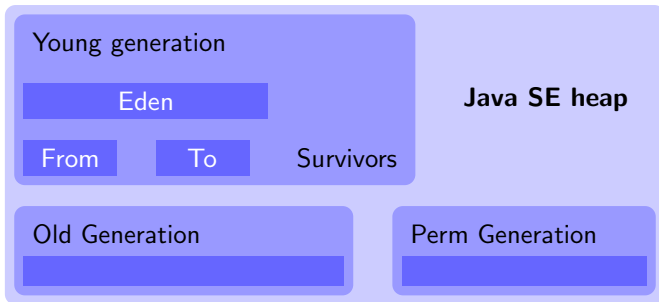 Young generation
Eden
Java SE heap
From To Survivors
Old Generation
Perm Generation